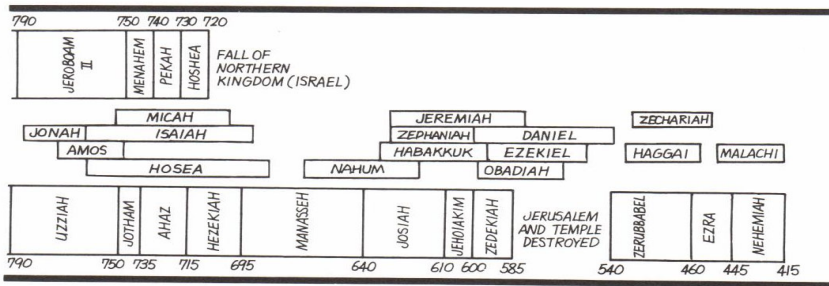 790 750 740 730 720
JEROBOAM II
MENAHEM
PEKAH
HOSHEA
FALL OF
NORTHERN
KINGDOM (ISRAEL)
MICAH JEREMIAH ZECHARIAH
JONAH ISAIAH ZEPHANIAH DANIEL
AMOS HABAKKUK EZEKIEL HAGGAI MALACHI
HOSEA NAHUM OBADIAH
UZZIAH
JOTHAM
AHAZ
HEZEKIAH
MANASSEH
JOSIAH
JEHOIAKIM
ZEDEKIAH
JERUSALEM
AND TEMPLE
DESTROYED
ZERUBBABEL
EZRA
NEHEMIAH
790 750 735 715 695 640 610 600 585 540 460 445 415